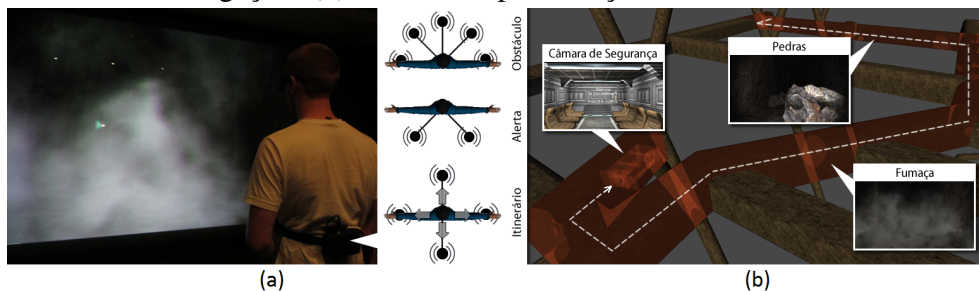 Obstáculo
Alerta
Itinerário
Câmara de Segurança
Pedras
Fumaça
(a)
(b)